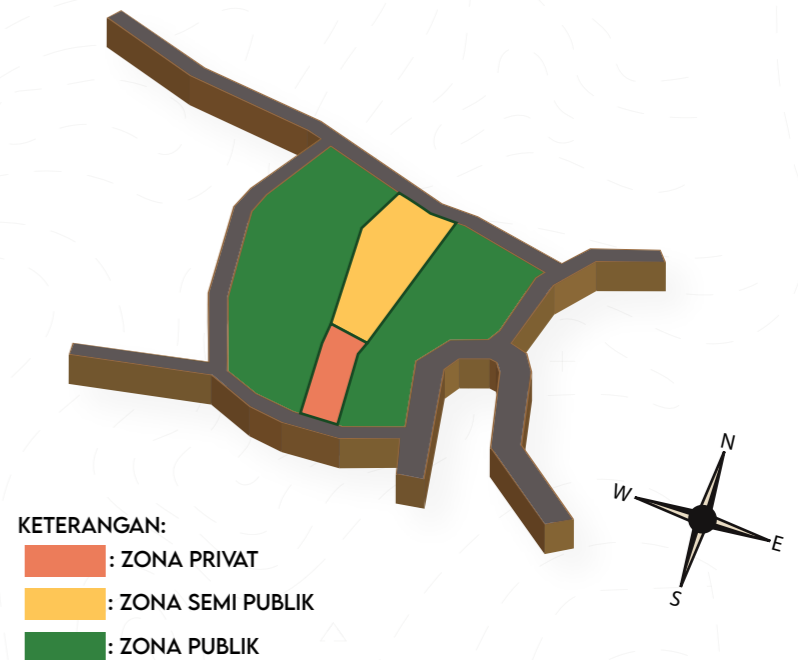 N
W
E
S
KETERANGAN:
: ZONA PRIVAT
: ZONA SEMI PUBLIK
: ZONA PUBLIK